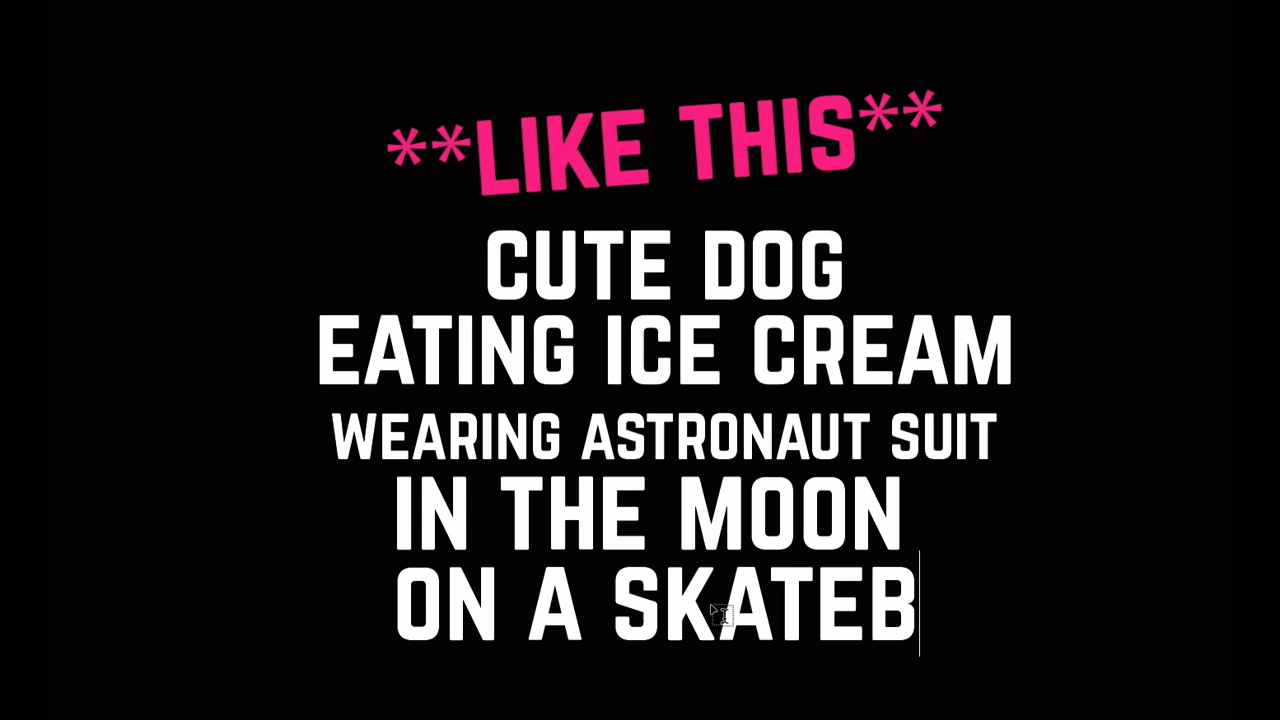 **LIKE THIS**
CUTE DOG
EATING ICE CREAM
WEARING ASTRONAUT SUIT
IN THE MOON
ON A SKATEB